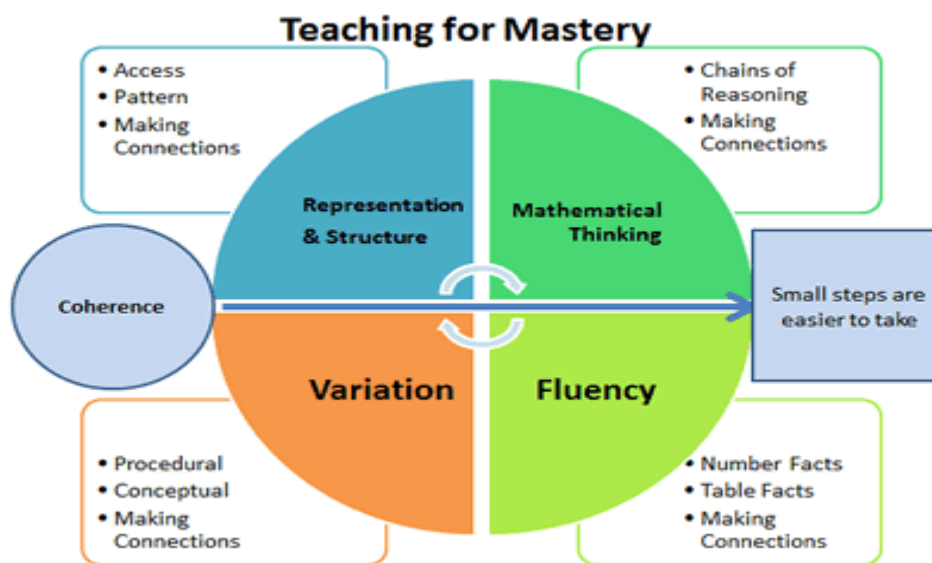 Teaching for Mastery
• Access
• Pattern
• Making
Connections
• Chains of
Reasoning
• Making
Connections
Representation
& Structure
Mathematical
Thinking
Coherence
Small steps are
easier to take
Variation
Fluency
• Procedural
• Conceptual
• Making
Connections
• Number Facts
• Table Facts
• Making
Connections